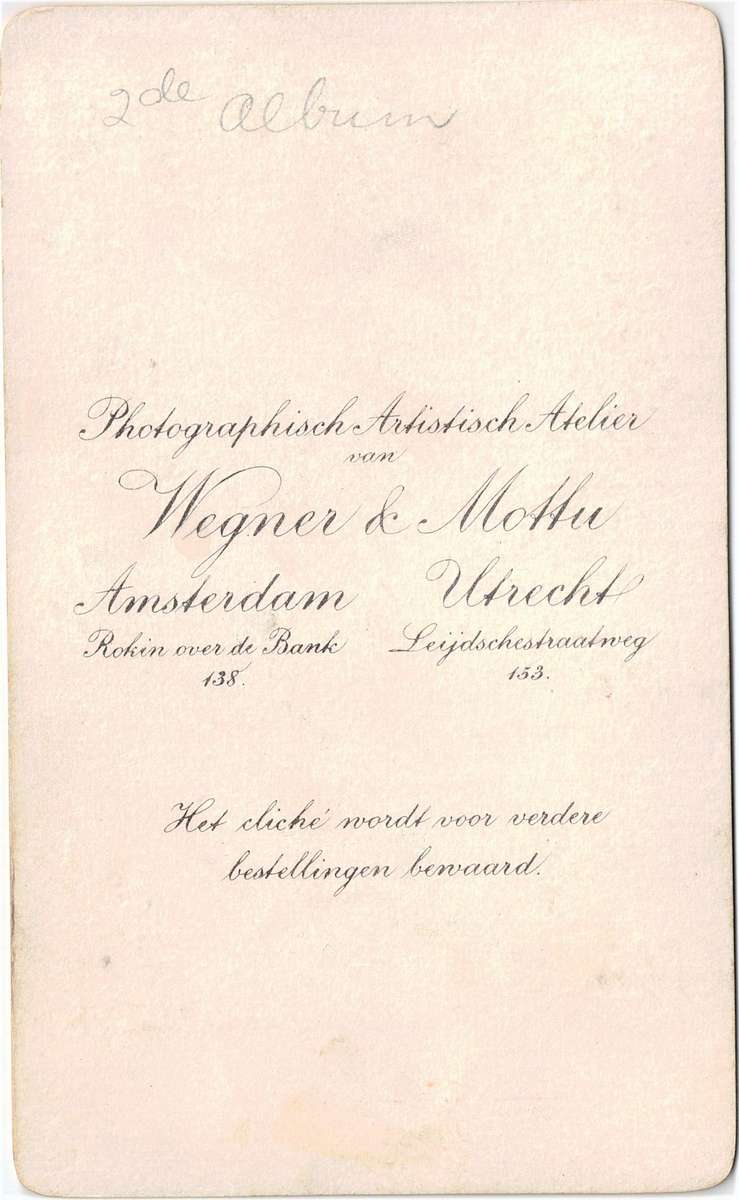 2de album
Photographisch Artistisch Atelier
van
Wegner & Mottu
Amsterdam Utrecht
Rokin over de Bank Leijdschestraatweg
138. 153.
Het cliché wordt voor verdere
bestellingen bewaard.